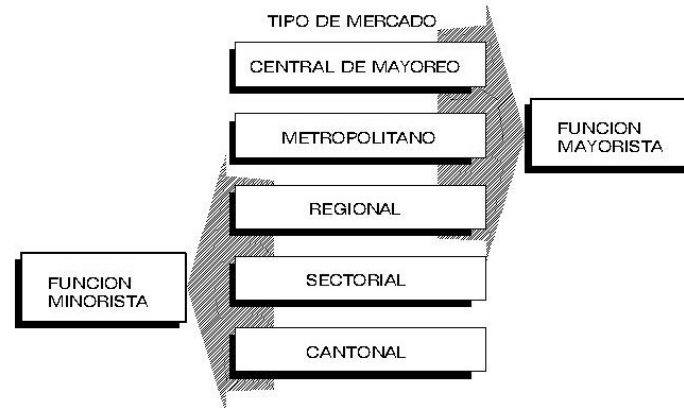 TIPO DE MERCADO
CENTRAL DE MAYOREO
METROPOLITANO
FUNCION
MAYORISTA
REGIONAL
FUNCION
MINORISTA
SECTORIAL
CANTONAL